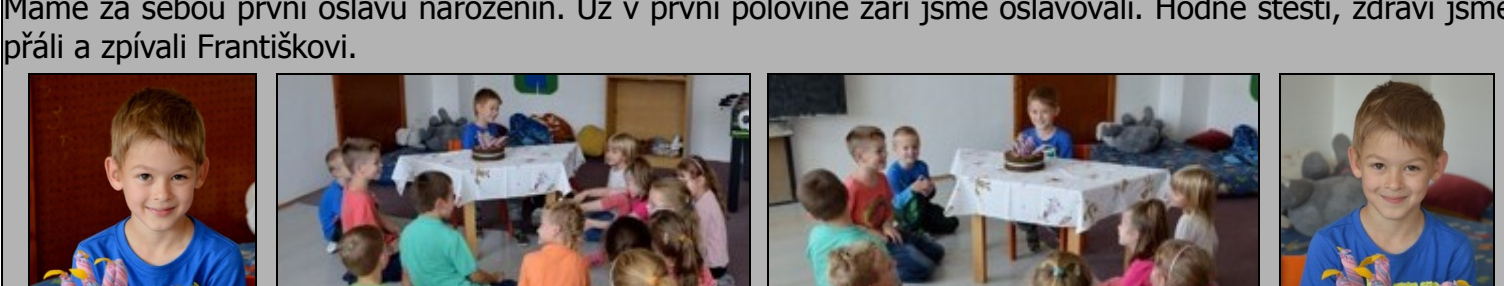 Máme za sebou první oslavu narozenin. Už v první polovině září jsme oslavovali. Hodně štěstí, zdraví jsme
přáli a zpívali Františkovi.